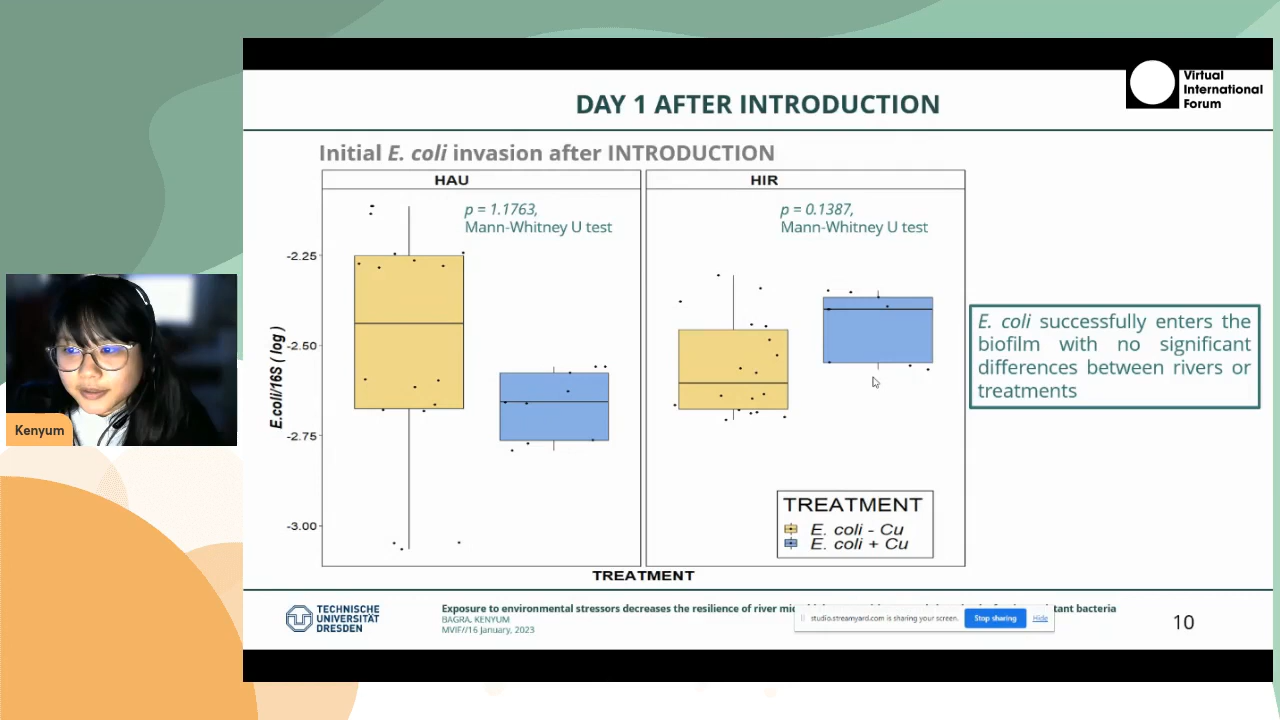 Virtual
International
Forum
DAY 1 AFTER INTRODUCTION
Initial E. coli invasion after INTRODUCTION
HAU
HIR
p = 1.1763,
Mann-Whitney U test
p = 0.1387,
Mann-Whitney U test
-2.25
-2.60
-2.75
-3.00
E.coli/16S ( log )
TREATMENT
E. coli - Cu
E. coli + Cu
TREATMENT
E. coli successfully enters the
biofilm with no significant
differences between rivers or
treatments
Kenyum
TECHNISCHE
UNIVERSITÄT
DRESDEN
Exposure to environmental stressors decreases the resilience of river bacteria
BAGRA, KENYUM
MVIF//16 January, 2023
studio.streamyard.com is sharing your screen.
Stop sharing
Hide
10